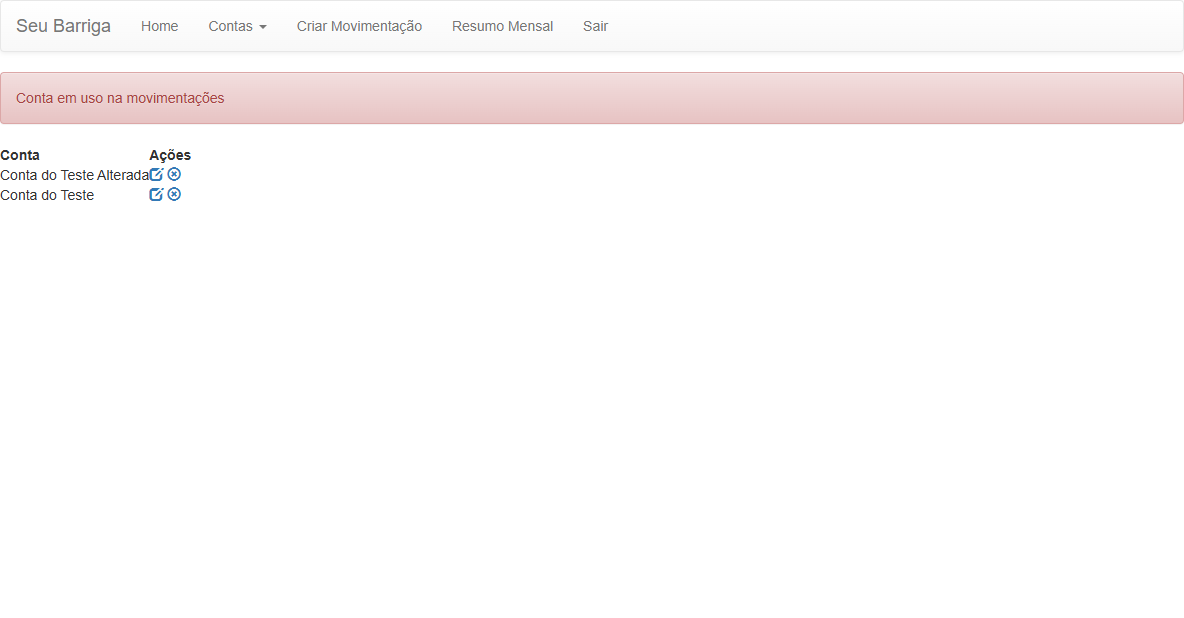 Seu Barriga Home Contas Criar Movimentação Resumo Mensal Sair
Conta em uso na movimentações
Conta Ações
Conta do Teste Alterada
Conta do Teste